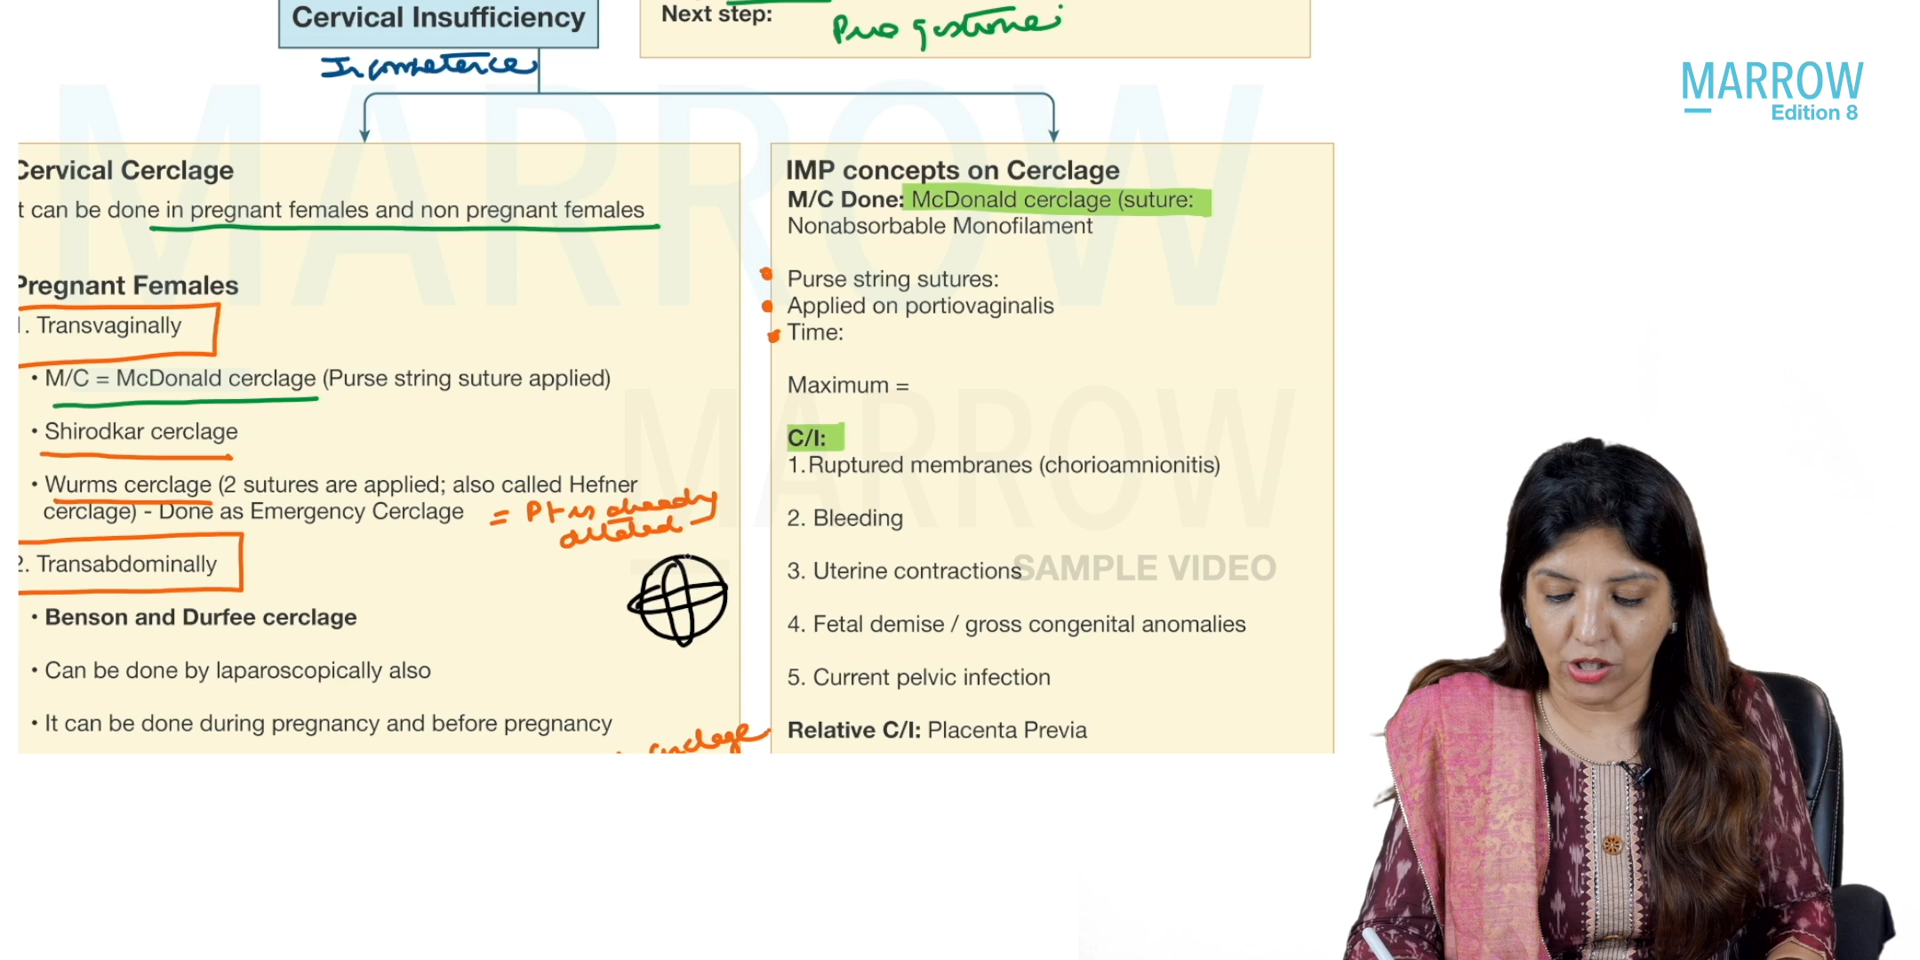 Cervical Insufficiency
Incompetence
Next step:
MARROW
Edition 8
Cervical Cerclage
t can be done in pregnant females and non pregnant females
Pregnant Females
1. Transvaginally
• M/C = McDonald cerclage (Purse string suture applied)
• Shirodkar cerclage
• Wurms cerclage (2 sutures are applied; also called Hefner
cerclage) - Done as Emergency Cerclage
= Pt is already
dilated
2. Transabdominally
• Benson and Durfee cerclage
• Can be done by laparoscopically also
• It can be done during pregnancy and before pregnancy
cerclage
IMP concepts on Cerclage
M/C Done: McDonald cerclage (suture:
Nonabsorbable Monofilament
Purse string sutures:
Applied on portiovaginalis
Time:
Maximum =
C/I:
1.Ruptured membranes (chorioamnionitis)
2. Bleeding
3. Uterine contractions
4. Fetal demise / gross congenital anomalies
5. Current pelvic infection
Relative C/I: Placenta Previa
MARROW
MARROW
SAMPLE VIDEO